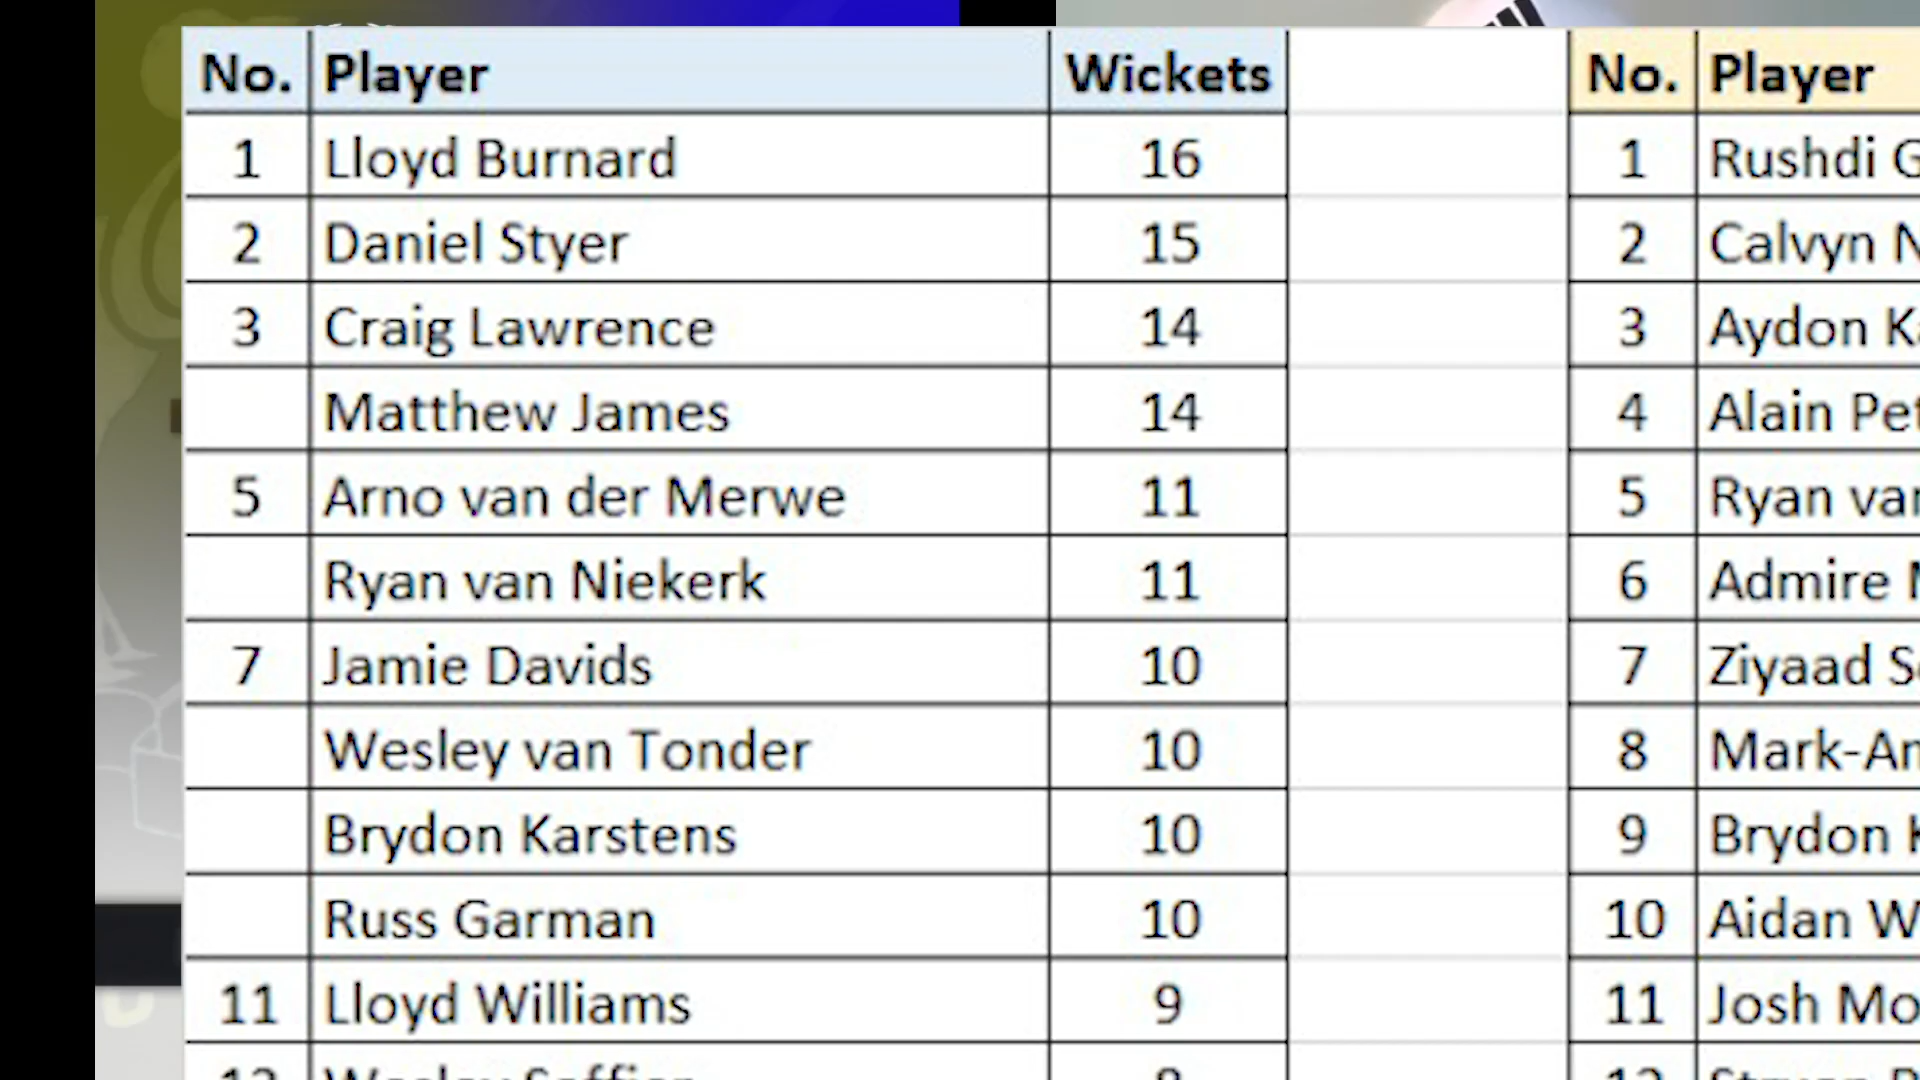 No. Player Wickets No. Player
1 Lloyd Burnard 16 1 Rushdi
2 Daniel Styer 15 2 Calvyn
3 Craig Lawrence 14 3 Aydon
Matthew James 14 4 Alain
5 Arno van der Merwe 11 5 Ryan
Ryan van Niekerk 11 6 Admire
7 Jamie Davids 10 7 Ziyaad
Wesley van Tonder 10 8
Brydon Karstens 10 9 Brydon
Russ Garman 10 10 Aidan
11 Lloyd Williams 9 11 Josh